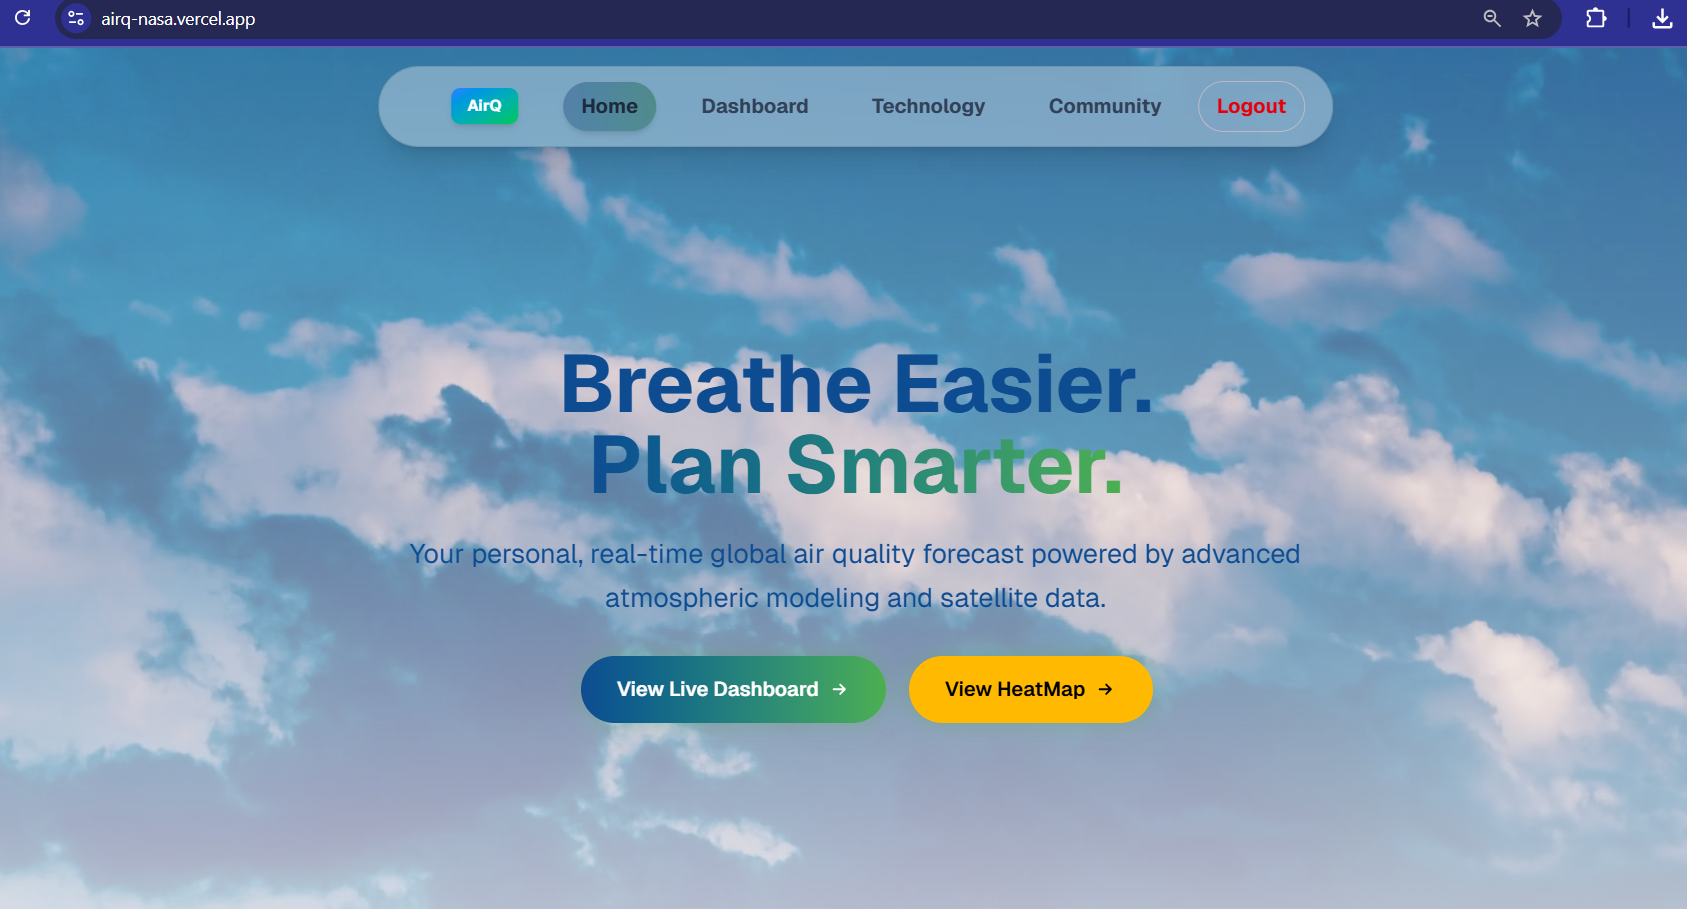 airq-nasa.vercel.app
AirQ
Home
Dashboard
Technology
Community
Logout
Breathe Easier.
Plan Smarter.
Your personal, real-time global air quality forecast powered by advanced
atmospheric modeling and satellite data.
View Live Dashboard →
View HeatMap →